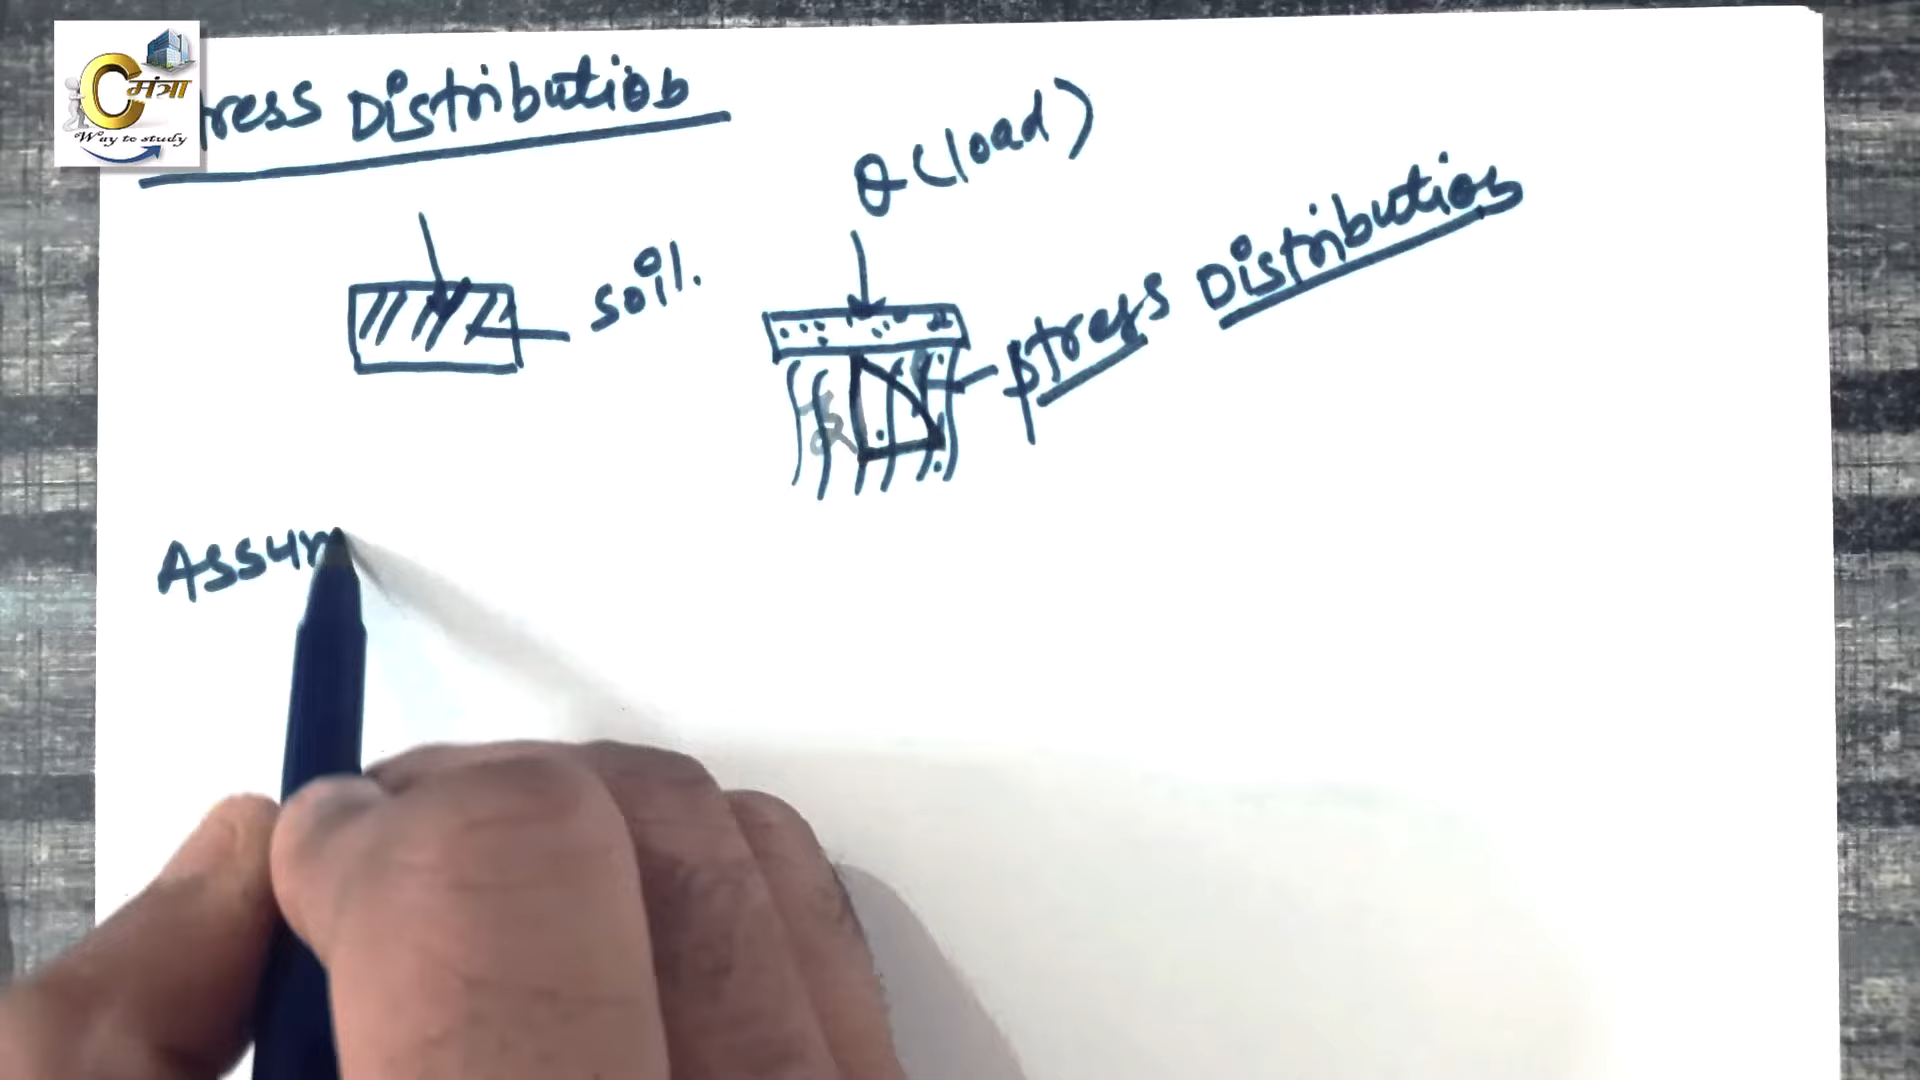 C मंत्रा
Way to study
tress Distribution
Q (load)
soil.
stress Distribution
Assum